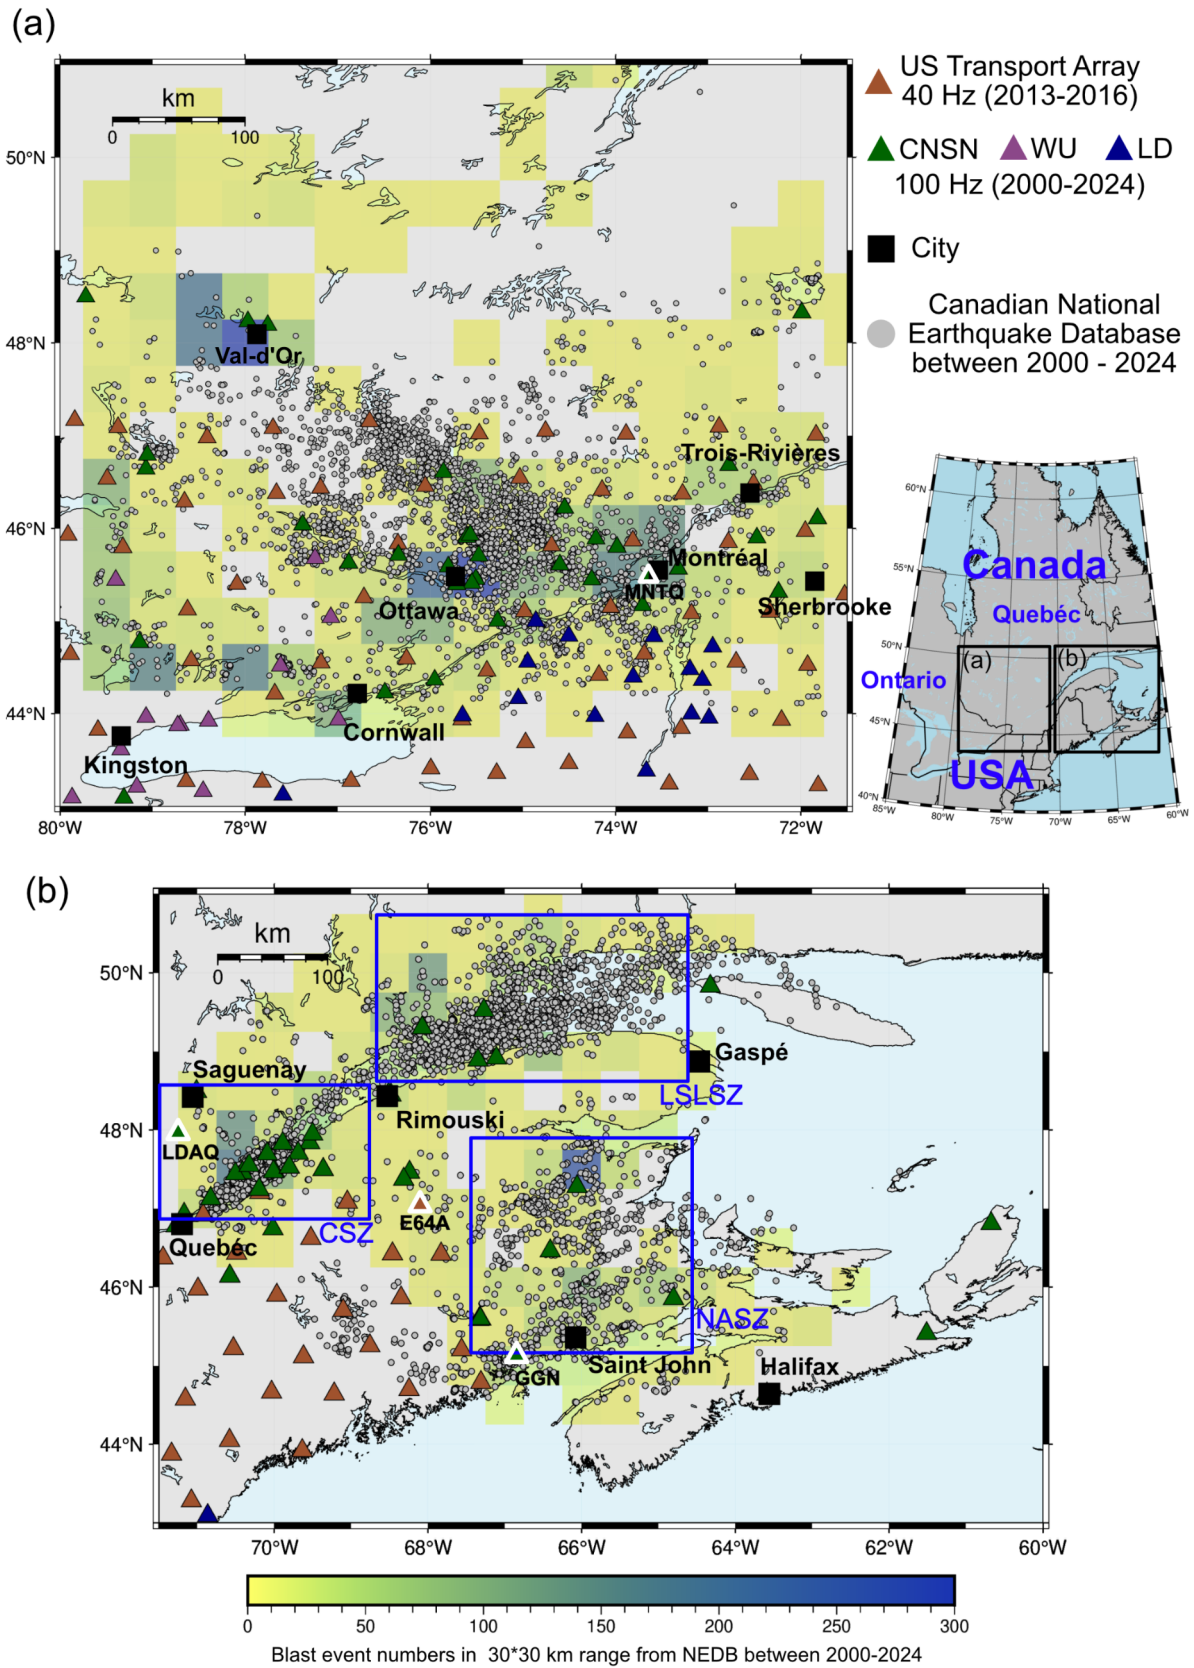 (a)
km
0 100
50°N
48°N
46°N
44°N
80°W 78°W 76°W 74°W 72°W
Val-d'Or
Trois-Rivières
Montréal
MNTQ
Ottawa
Sherbrooke
Cornwall
Kingston
US Transport Array
40 Hz (2013-2016)
CNSN WU LD
100 Hz (2000-2024)
City
Canadian National
Earthquake Database
between 2000 - 2024
60°N
55°N
50°N
45°N
40°N
85°W 80°W 75°W 70°W 65°W 60°W
Canada
Quebéc
(a) (b)
Ontario
USA
(b)
km
0 100
50°N
48°N
46°N
44°N
70°W 68°W 66°W 64°W 62°W 60°W
Saguenay
Gaspé
LSLSZ
Rimouski
LDAQ
E64A
CSZ
Quebéc
NASZ
Saint John
GGN
Halifax
0 50 100 150 200 250 300
Blast event numbers in 30*30 km range from NEDB between 2000-2024